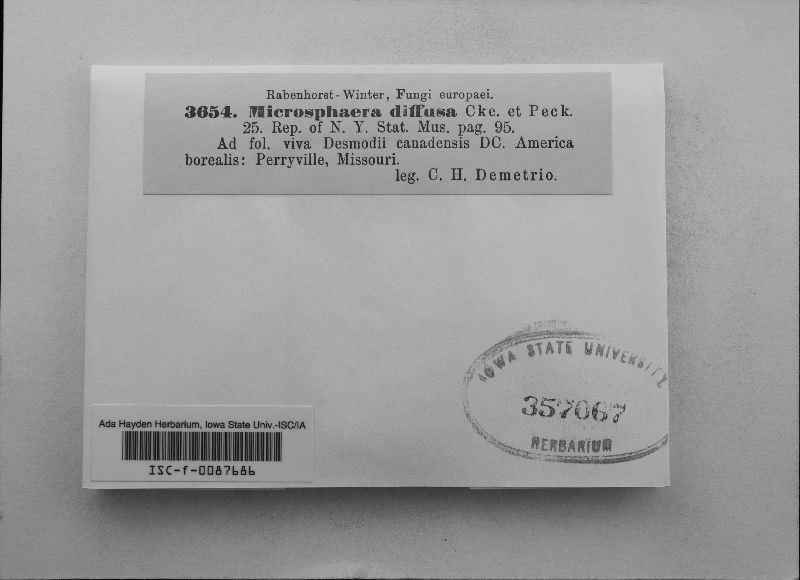 Rabenhorst-Winter, Fungi europaei.
3654. Microsphaera diffusa Cke. et Peck.
25. Rep. of N. Y. Stat. Mus. pag. 95.
Ad fol. viva Desmodii canadensis DC. America
borealis: Perryville, Missouri.
leg. C. H. Demetrio.
IOWA STATE UNIVERSITY
357067
HERBARIUM
Ada Hayden Herbarium, Iowa State Univ.-ISC/IA
ISC-f-0087686